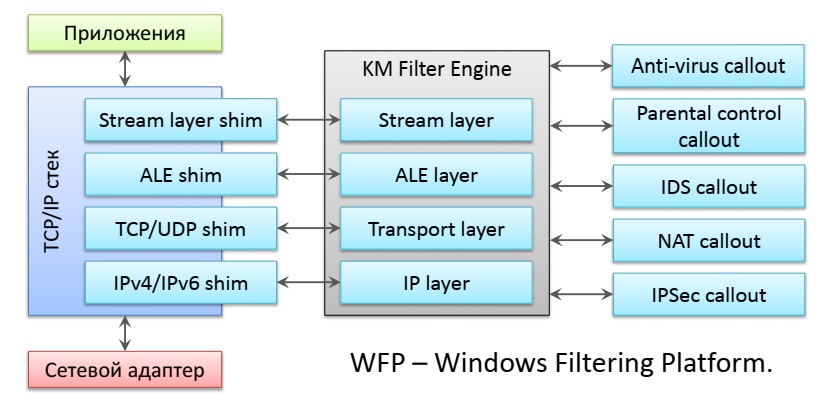 Приложения
TCP/IP стек
Stream layer shim
ALE shim
TCP/UDP shim
IPv4/IPv6 shim
Сетевой адаптер
KM Filter Engine
Stream layer
ALE layer
Transport layer
IP layer
Anti-virus callout
Parental control
callout
IDS callout
NAT callout
IPSec callout
WFP – Windows Filtering Platform.